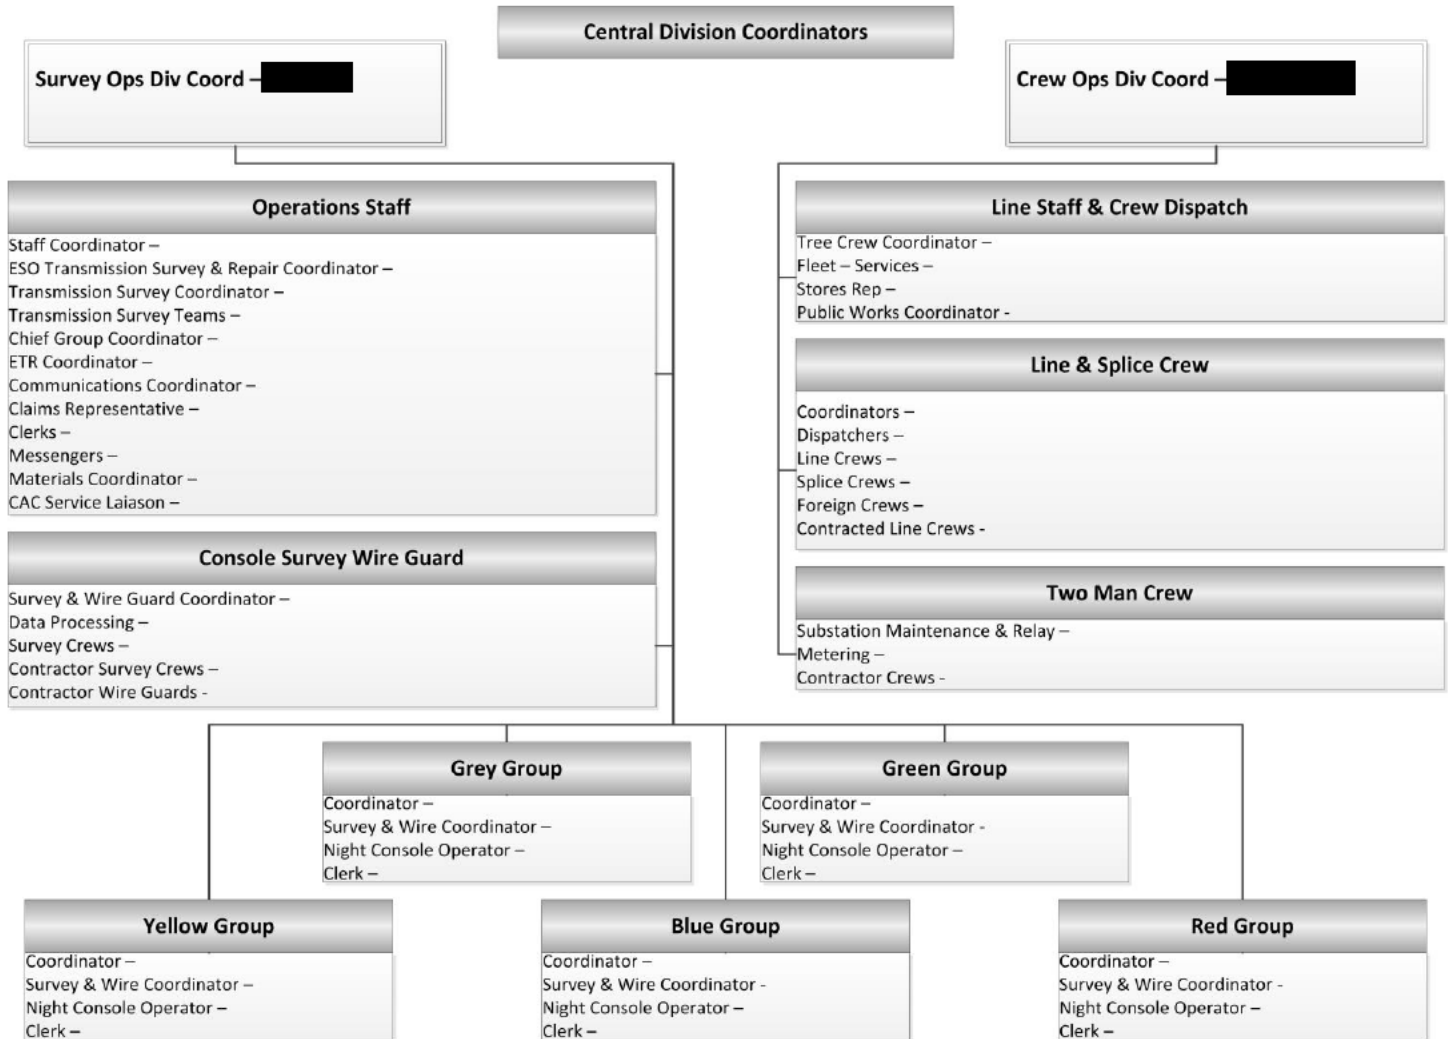 Central Division Coordinators
Survey Ops Div Coord –
Crew Ops Div Coord –
Operations Staff
Staff Coordinator –
ESO Transmission Survey & Repair Coordinator –
Transmission Survey Coordinator –
Transmission Survey Teams –
Chief Group Coordinator –
ETR Coordinator –
Communications Coordinator –
Claims Representative –
Clerks –
Messengers –
Materials Coordinator –
CAC Service Laiason –
Console Survey Wire Guard
Survey & Wire Guard Coordinator –
Data Processing –
Survey Crews –
Contractor Survey Crews –
Contractor Wire Guards -
Line Staff & Crew Dispatch
Tree Crew Coordinator –
Fleet – Services –
Stores Rep –
Public Works Coordinator -
Line & Splice Crew
Coordinators –
Dispatchers –
Line Crews –
Splice Crews –
Foreign Crews –
Contracted Line Crews -
Two Man Crew
Substation Maintenance & Relay –
Metering –
Contractor Crews -
Grey Group
Coordinator –
Survey & Wire Coordinator –
Night Console Operator –
Clerk –
Green Group
Coordinator –
Survey & Wire Coordinator -
Night Console Operator –
Clerk –
Yellow Group
Coordinator –
Survey & Wire Coordinator –
Night Console Operator –
Clerk –
Blue Group
Coordinator –
Survey & Wire Coordinator -
Night Console Operator –
Clerk –
Red Group
Coordinator –
Survey & Wire Coordinator -
Night Console Operator –
Clerk –